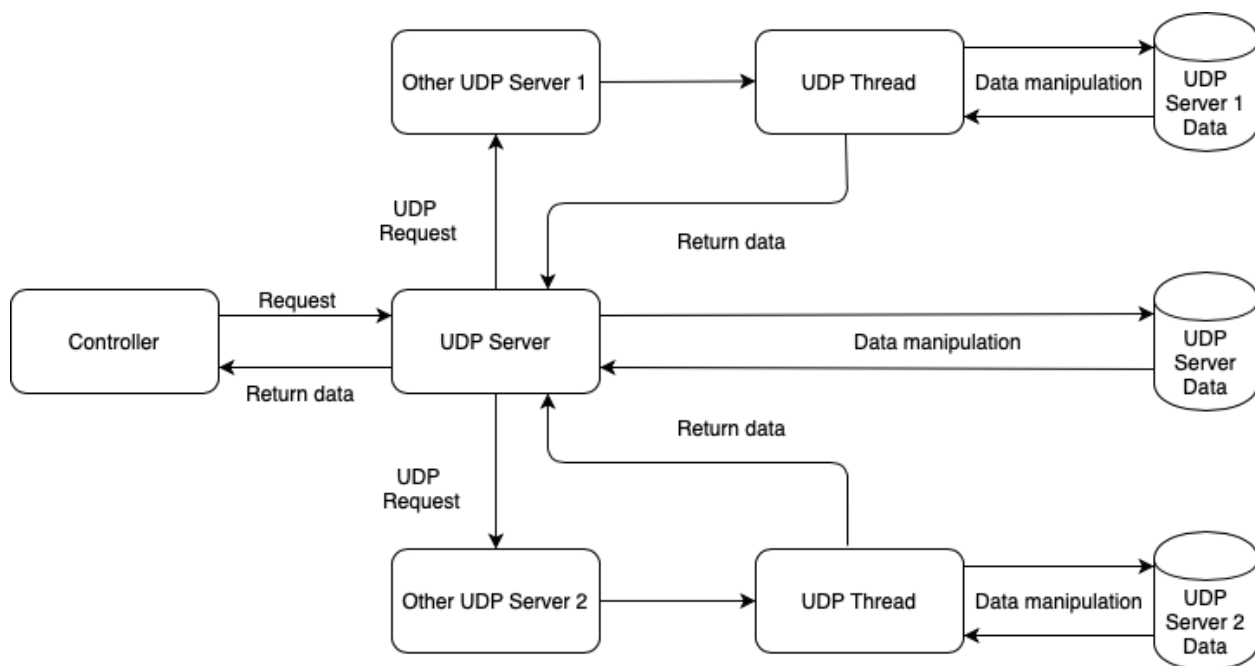 Other UDP Server 1
UDP Thread
Data manipulation
UDP
Server 1
Data
UDP
Request
Return data
Controller
Request
Return data
UDP Server
Data manipulation
UDP
Server
Data
Return data
UDP
Request
Other UDP Server 2
UDP Thread
Data manipulation
UDP
Server 2
Data